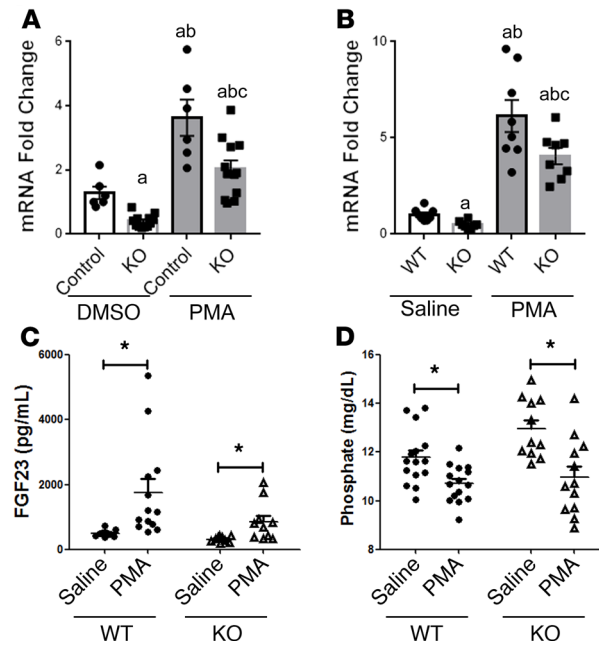 A
mRNA Fold Change
6
4
2
0
a
ab
abc
Control
KO
Control
KO
DMSO
PMA
B
mRNA Fold Change
10
5
0
a
ab
abc
WT
KO
WT
KO
Saline
PMA
C
FGF23 (pg/mL)
6000
4000
2000
0
*
*
Saline
PMA
Saline
PMA
WT
KO
D
Phosphate (mg/dL)
16
14
12
10
8
*
*
Saline
PMA
Saline
PMA
WT
KO